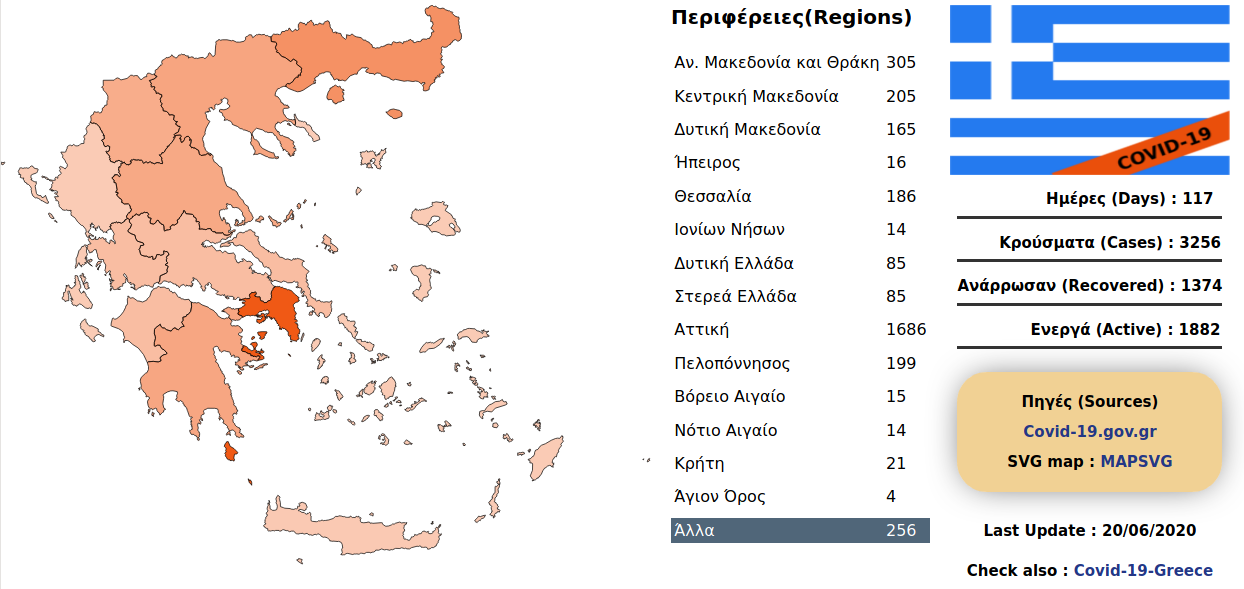 Περιφέρειες(Regions)
Αν. Μακεδονία και Θράκη 305
Κεντρική Μακεδονία 205
Δυτική Μακεδονία 165
Ήπειρος 16
Θεσσαλία 186
Ιονίων Νήσων 14
Δυτική Ελλάδα 85
Στερεά Ελλάδα 85
Αττική 1686
Πελοπόννησος 199
Βόρειο Αιγαίο 15
Νότιο Αιγαίο 14
Κρήτη 21
Άγιον Όρος 4
Άλλα 256
COVID-19
Ημέρες (Days) : 117
Κρούσματα (Cases) : 3256
Ανάρρωσαν (Recovered) : 1374
Ενεργά (Active) : 1882
Πηγές (Sources)
Covid-19.gov.gr
SVG map : MAPSVG
Last Update : 20/06/2020
Check also : Covid-19-Greece